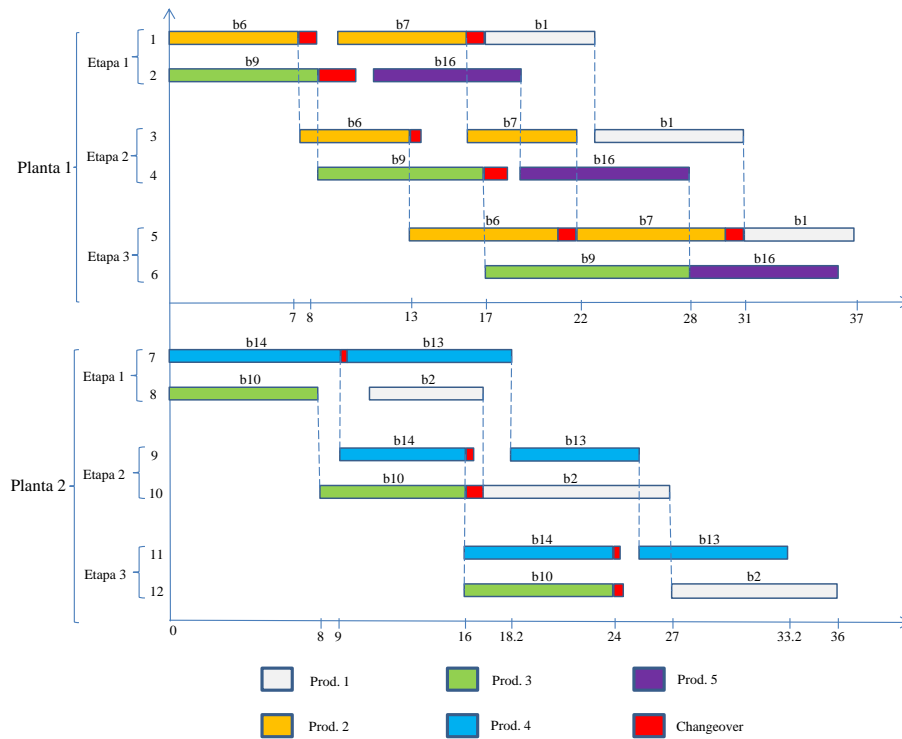 b6 b7 b1
1
Etapa 1
b9 b16
2
b6 b7 b1
3
Etapa 2
Planta 1
b9 b16
4
b6 b7 b1
5
Etapa 3
b9 b16
6
7 8 13 17 22 28 31 37
b14 b13
7
Etapa 1
b10 b2
8
b14 b13
9
Etapa 2
Planta 2
b10 b2
10
b14 b13
11
Etapa 3
b10 b2
12
0 8 9 16 18.2 24 27 33.2 36
Prod. 1 Prod. 3 Prod. 5
Prod. 2 Prod. 4 Changeover